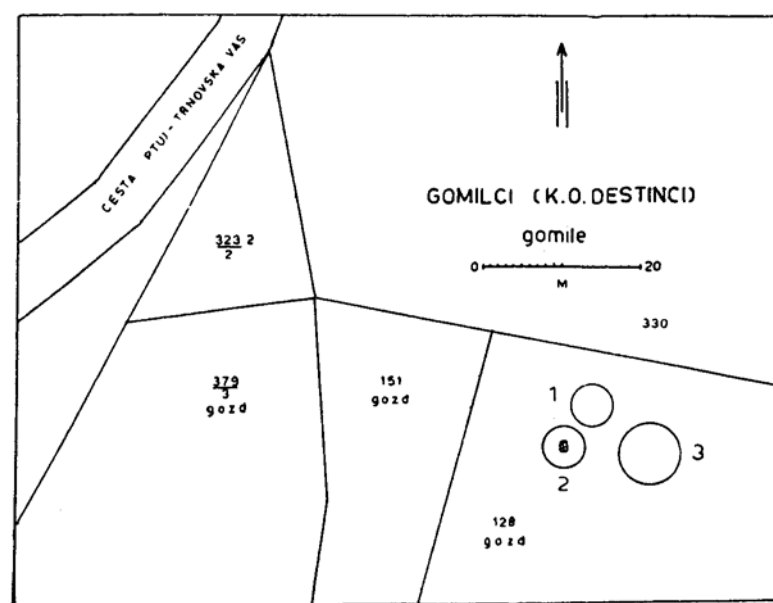 CESTA PTUJ-TRNOVSKA VAS
GOMILCI (K.O. DESTINCI)
gomile
0 20
M
323 2
2
330
379
3
gozd
151
gozd
1
2
3
128
gozd